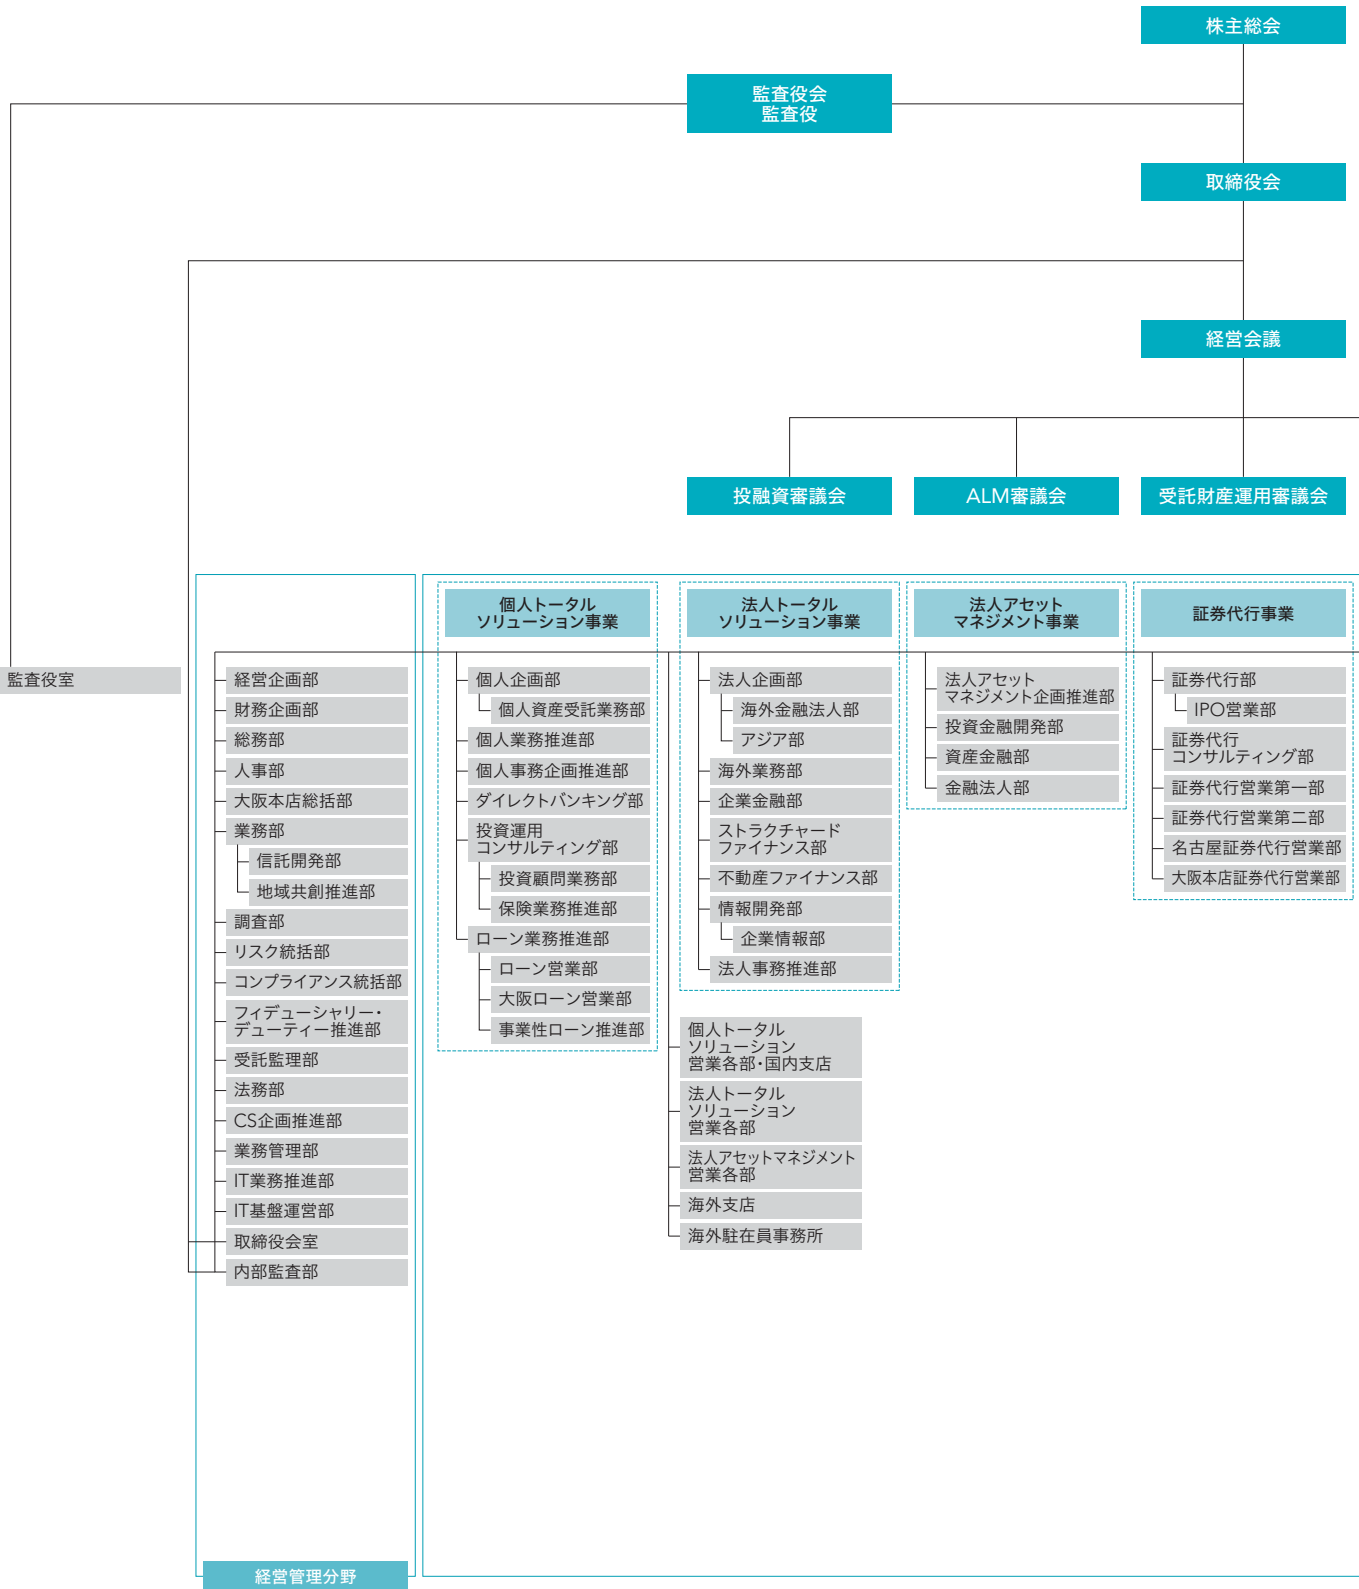 株主総会
監査役会
監査役
取締役会
経営会議
投融資審議会
ALM審議会
受託財産運用審議会
監査役室
経営企画部
財務企画部
総務部
人事部
大阪本店総括部
業務部
信託開発部
地域共創推進部
調査部
リスク統括部
コンプライアンス統括部
フィデューシャリー・
デューティー推進部
受託監理部
法務部
CS企画推進部
業務管理部
IT業務推進部
IT基盤運営部
取締役会室
内部監査部
経営管理分野
個人トータル
ソリューション事業
個人企画部
個人資産受託業務部
個人業務推進部
個人事務企画推進部
ダイレクトバンキング部
投資運用
コンサルティング部
投資顧問業務部
保険業務推進部
ローン業務推進部
ローン営業部
大阪ローン営業部
事業性ローン推進部
法人トータル
ソリューション事業
法人企画部
海外金融法人部
アジア部
海外業務部
企業金融部
ストラクチャード
ファイナンス部
不動産ファイナンス部
情報開発部
企業情報部
法人事務推進部
個人トータル
ソリューション
営業各部・国内支店
法人トータル
ソリューション
営業各部
法人アセットマネジメント
営業各部
海外支店
海外駐在員事務所
法人アセット
マネジメント事業
法人アセット
マネジメント企画推進部
投資金融開発部
資産金融部
金融法人部
証券代行事業
証券代行部
IPO営業部
証券代行
コンサルティング部
証券代行営業第一部
証券代行営業第二部
名古屋証券代行営業部
大阪本店証券代行営業部